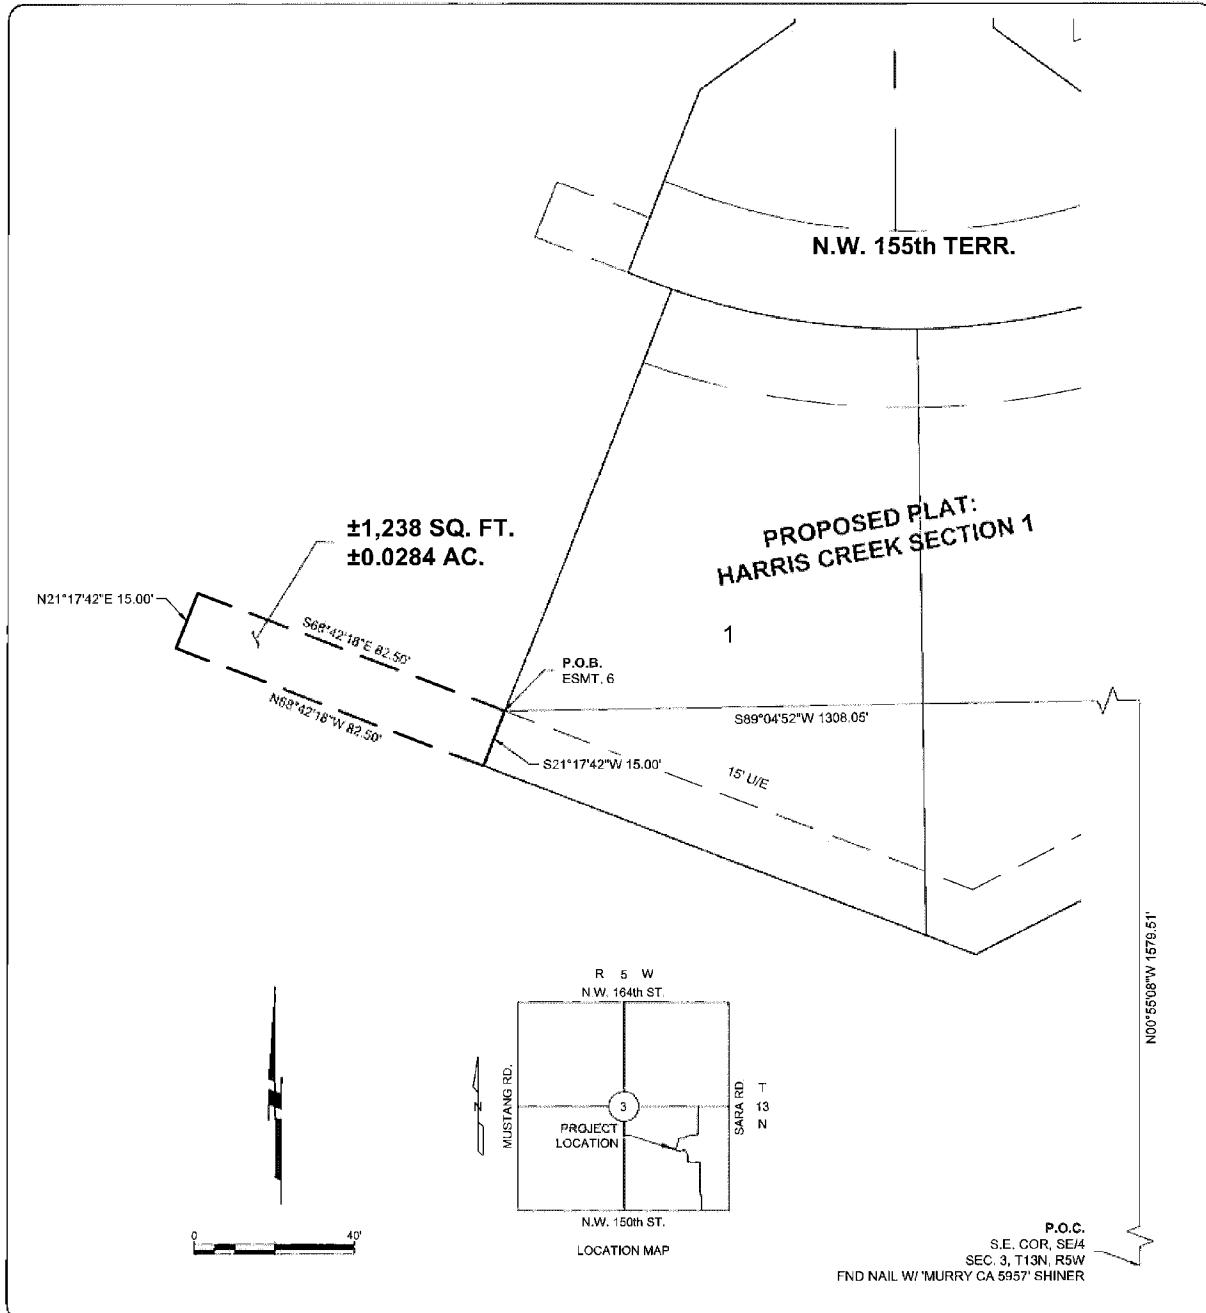 N.W. 155th TERR.
PROPOSED PLAT:
HARRIS CREEK SECTION 1
±1,238 SQ. FT.
±0.0284 AC.
N21°17'42"E 15.00'
S68°42'18"E 82.50'
N68°42'18"W 82.50'
1
P.O.B.
ESMT. 6
S89°04'52"W 1308.05'
S21°17'42"W 15.00'
15' U/E
N00°55'08"W 1579.51'
R 5 W
N.W. 164th ST.
MUSTANG RD.
N
3
SARA RD.
T
13
N
PROJECT
LOCATION
N.W. 150th ST.
LOCATION MAP
0 40'
P.O.C.
S.E. COR, SE/4
SEC. 3, T13N, R5W
FND NAIL W/ 'MURRY CA 5957' SHINER